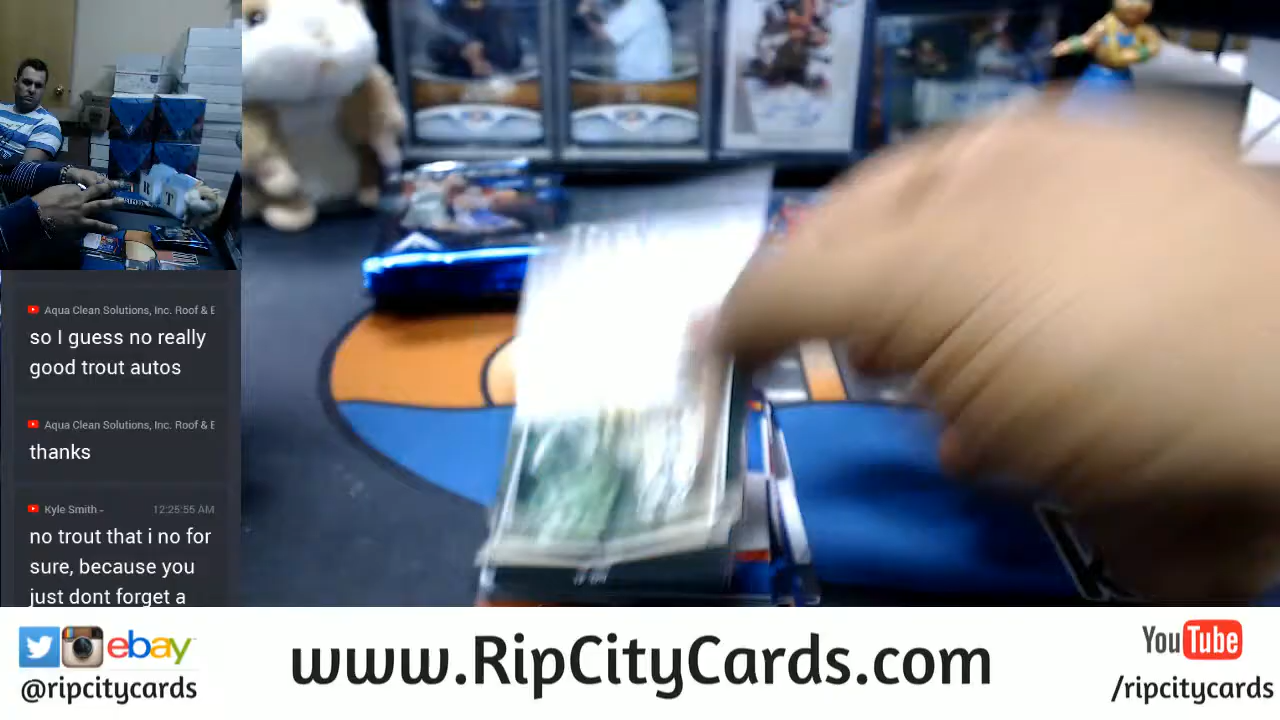 Aqua Clean Solutions, Inc. Roof & E
so I guess no really
good trout autos
Aqua Clean Solutions, Inc. Roof & E
thanks
Kyle Smith - 12:25:55 AM
no trout that i no for
sure, because you
just dont forget a
ebay
@ripcitycards
www.RipCityCards.com
YouTube
/ripcitycards